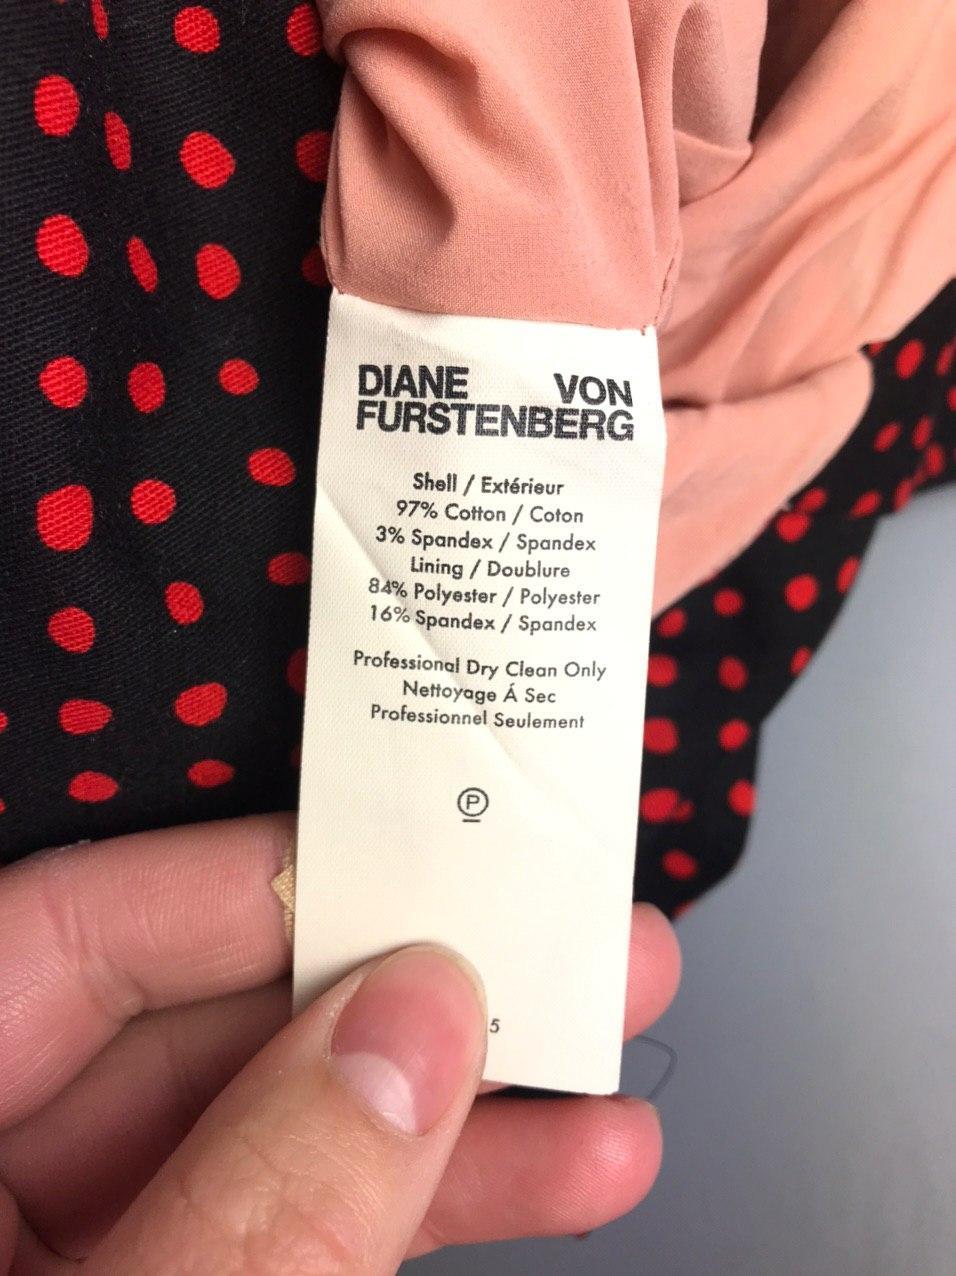 DIANE VON
FURSTENBERG
Shell / Extérieur
97% Cotton / Coton
3% Spandex / Spandex
Lining / Doublure
84% Polyester / Polyester
16% Spandex / Spandex
Professional Dry Clean Only
Nettoyage Á Sec
Professionnel Seulement
P
5